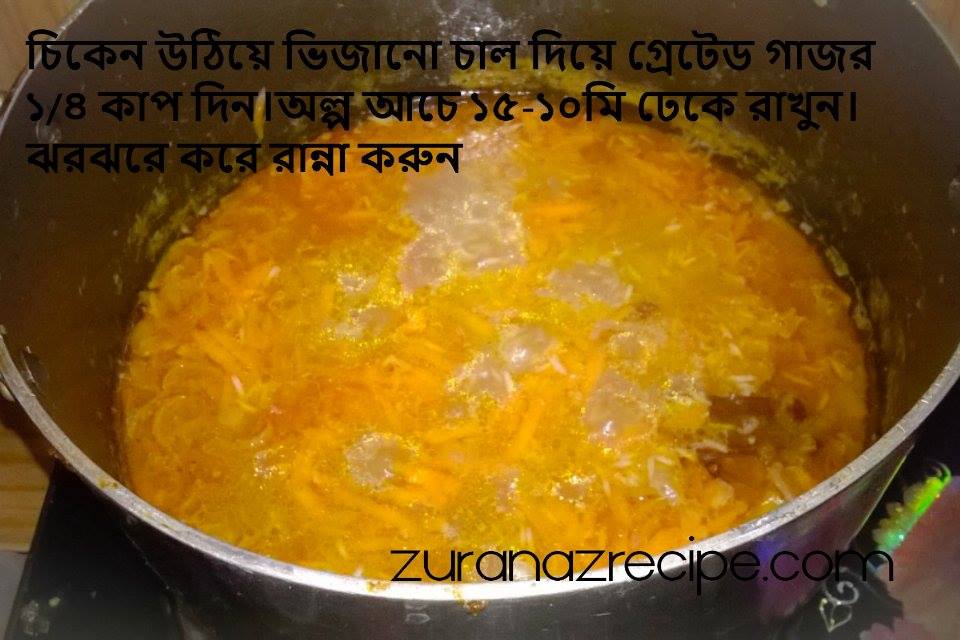 চিকেন উঠিয়ে ভিজানো চাল দিয়ে গ্রেটেড গাজর
১/৪ কাপ দিন।অল্প আচে ১৫-১০মি ঢেকে রাখুন।
ঝরঝরে করে রান্না করুন
zuranazrecipe.com